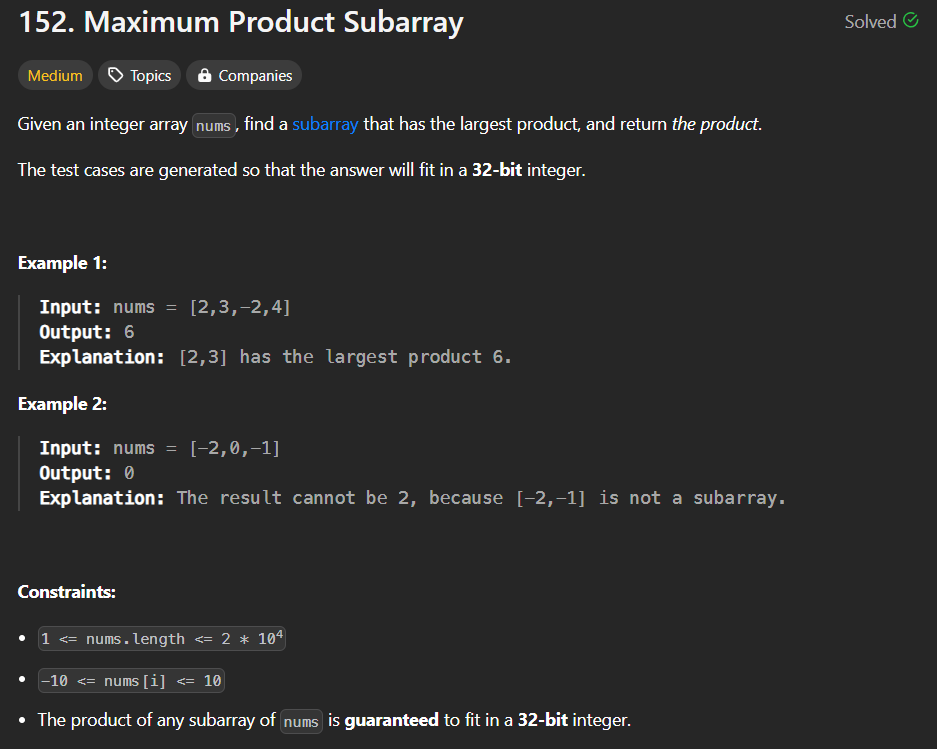 152. Maximum Product Subarray
Solved
Medium
Topics
Companies
Given an integer array nums, find a subarray that has the largest product, and return the product.
The test cases are generated so that the answer will fit in a 32-bit integer.
Example 1:
Input: nums = [2,3,-2,4]
Output: 6
Explanation: [2,3] has the largest product 6.
Example 2:
Input: nums = [-2,0,-1]
Output: 0
Explanation: The result cannot be 2, because [-2,-1] is not a subarray.
Constraints:
• 1 <= nums.length <= 2 * 10⁴
• -10 <= nums[i] <= 10
• The product of any subarray of nums is guaranteed to fit in a 32-bit integer.